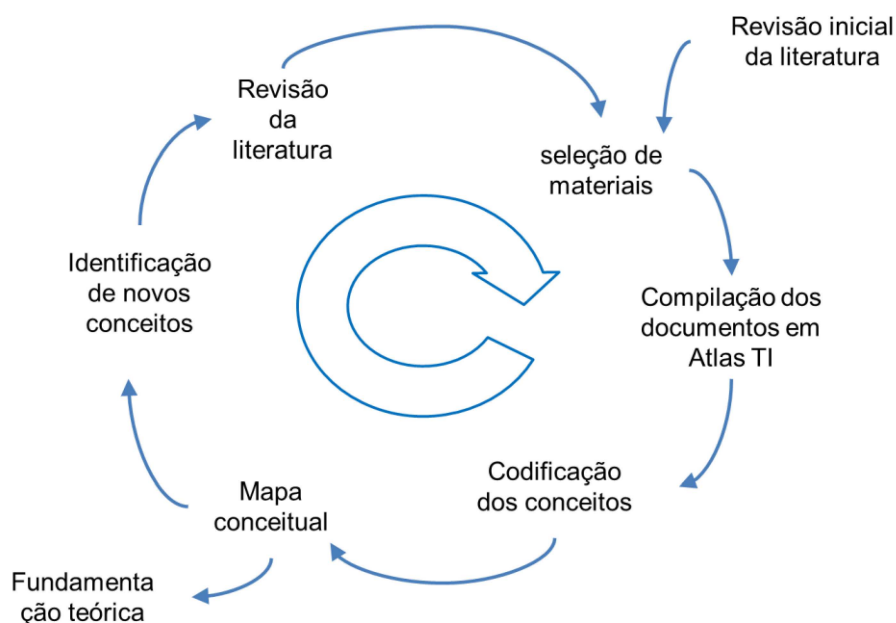 Revisão inicial
da literatura
Revisão
da
literatura
seleção de
materiais
Identificação
de novos
conceitos
Compilação dos
documentos em
Atlas TI
Codificação
dos conceitos
Mapa
conceitual
Fundamenta
ção teórica